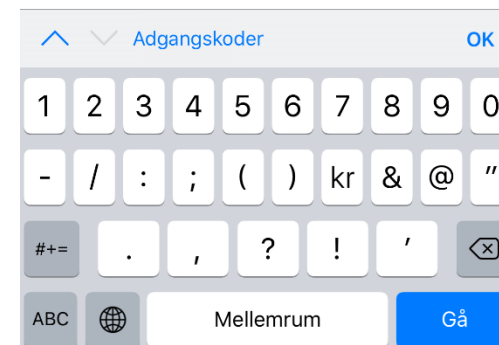 Adgangskoder OK
1 2 3 4 5 6 7 8 9 0
- / : ; ( ) kr & @ "
#+= . , ? ! '
ABC Mellemrum Gå